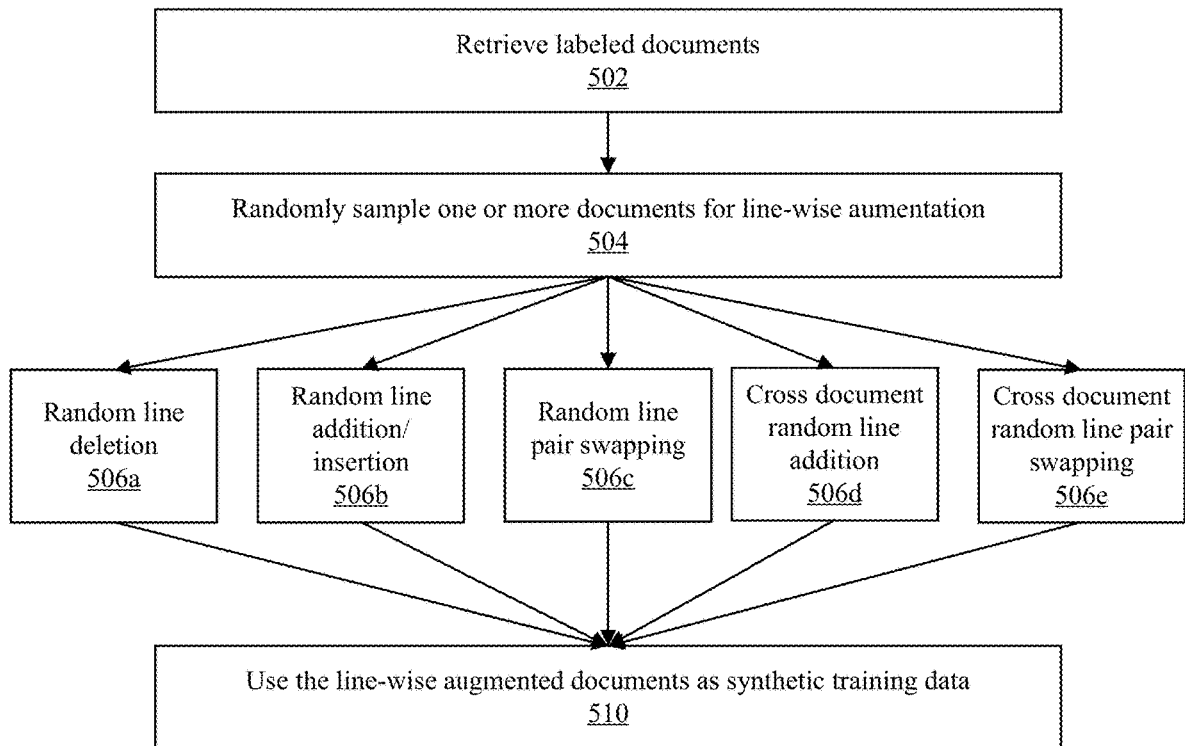 Retrieve labeled documents
502
Randomly sample one or more documents for line-wise aumentation
504
Random line
deletion
506a
Random line
addition/
insertion
506b
Random line
pair swapping
506c
Cross document
random line
addition
506d
Cross document
random line pair
swapping
506e
Use the line-wise augmented documents as synthetic training data
510